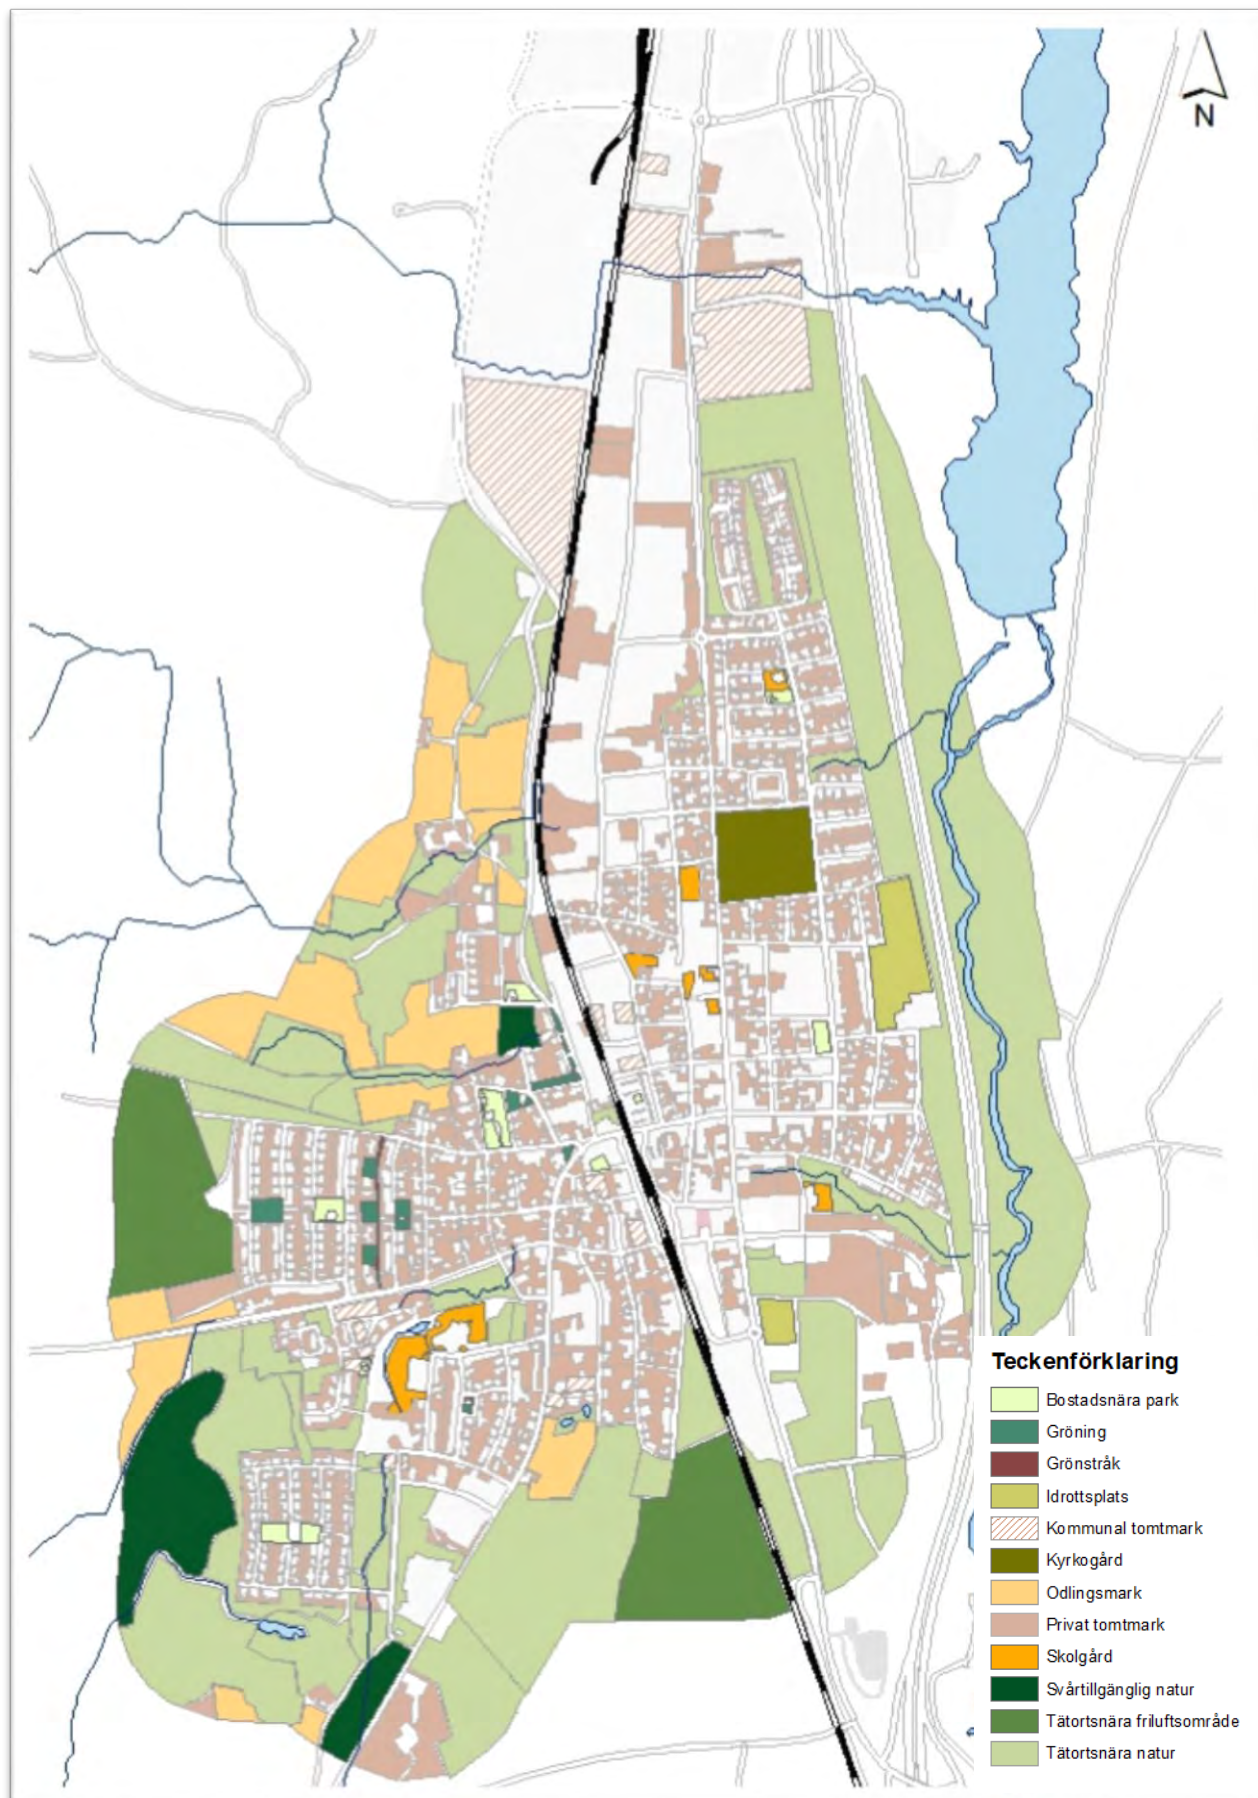 N
Teckenförklaring
Bostadsnära park
Gröning
Grönstråk
Idrottsplats
Kommunal tomtmark
Kyrkogård
Odlingsmark
Privat tomtmark
Skolgård
Svårtillgänglig natur
Tätortsnära friluftsområde
Tätortsnära natur